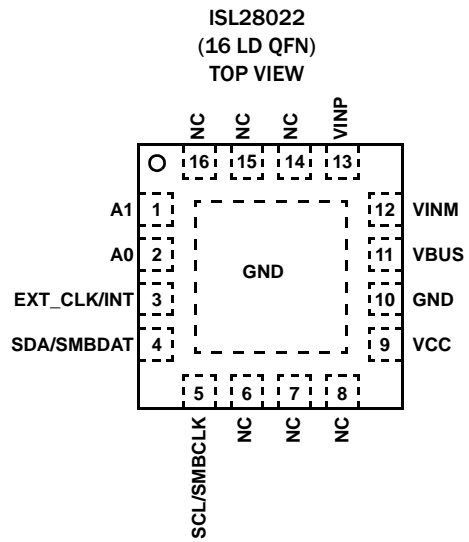 ISL28022
(16 LD QFN)
TOP VIEW
NC
NC
NC
VINP
16
15
14
13
A1
1
12
VINM
A0
2
11
VBUS
GND
EXT_CLK/INT
3
10
GND
SDA/SMBDAT
4
9
VCC
5
6
7
8
SCL/SMBCLK
NC
NC
NC